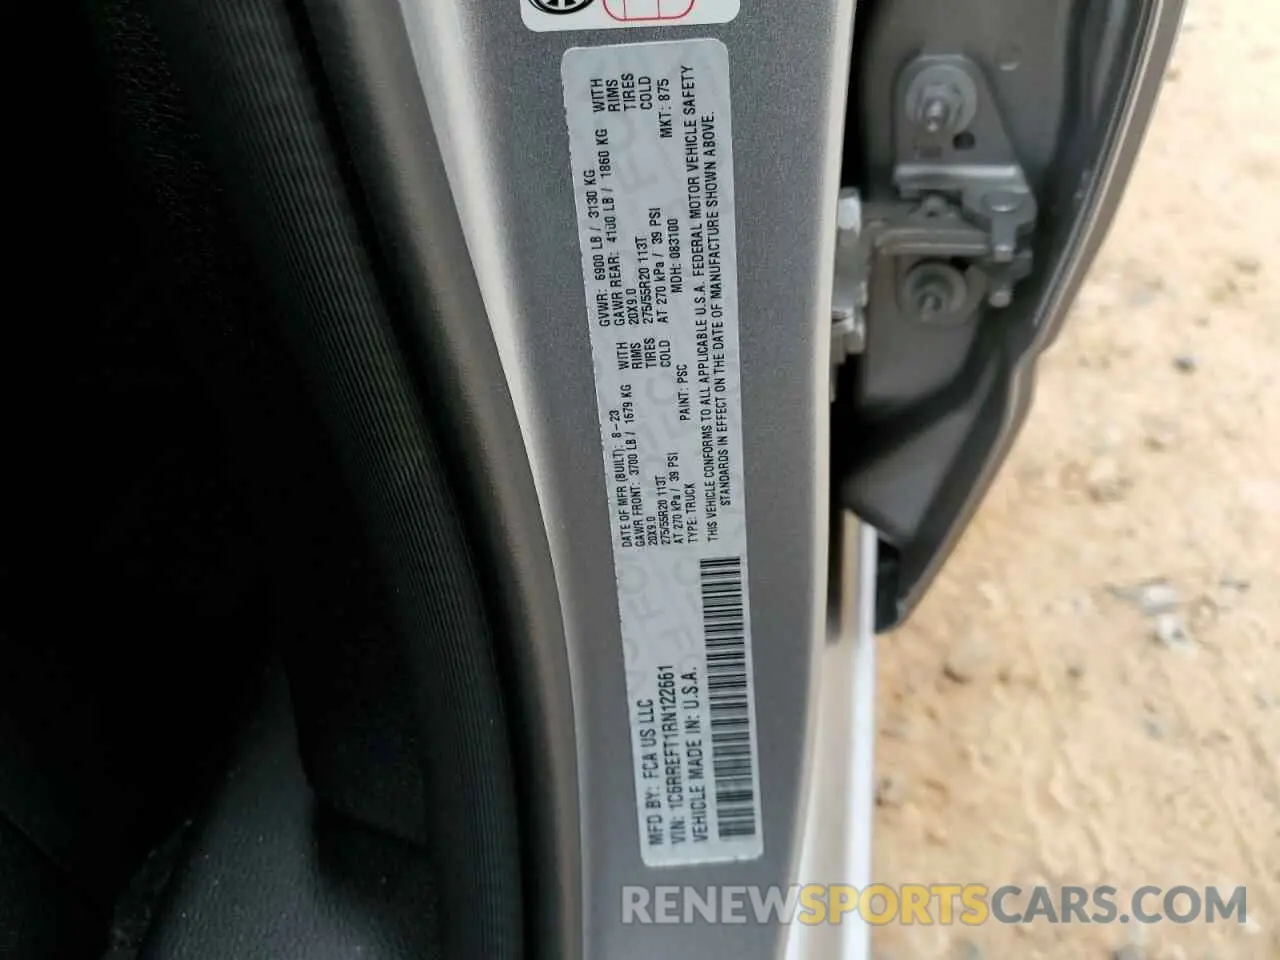 MFD BY: FCA US LLC
DATE OF MFR (BUILT): 8-23
GVWR: 6900 LB / 3130 KG
GAWR FRONT: 3700 LB / 1679 KG WITH
GAWR REAR: 4100 LB / 1860 KG WITH
20X9.0 RIMS
20X9.0 RIMS
275/55R20 113T TIRES
275/55R20 113T TIRES
AT 270 kPa / 39 PSI COLD
AT 270 kPa / 39 PSI COLD
VIN: 1C6RREFT1RN122661
TYPE: TRUCK
PAINT: PSC
MDH: 083100
MKT: 875
VEHICLE MADE IN: U.S.A.
THIS VEHICLE CONFORMS TO ALL APPLICABLE U.S.A. FEDERAL MOTOR VEHICLE SAFETY
STANDARDS IN EFFECT ON THE DATE OF MANUFACTURE SHOWN ABOVE.
RENEWSPORTSCARS.COM